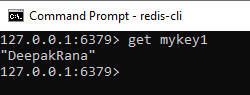 Command Prompt - redis-cli
127.0.0.1:6379> get mykey1
"DeepakRana"
127.0.0.1:6379>